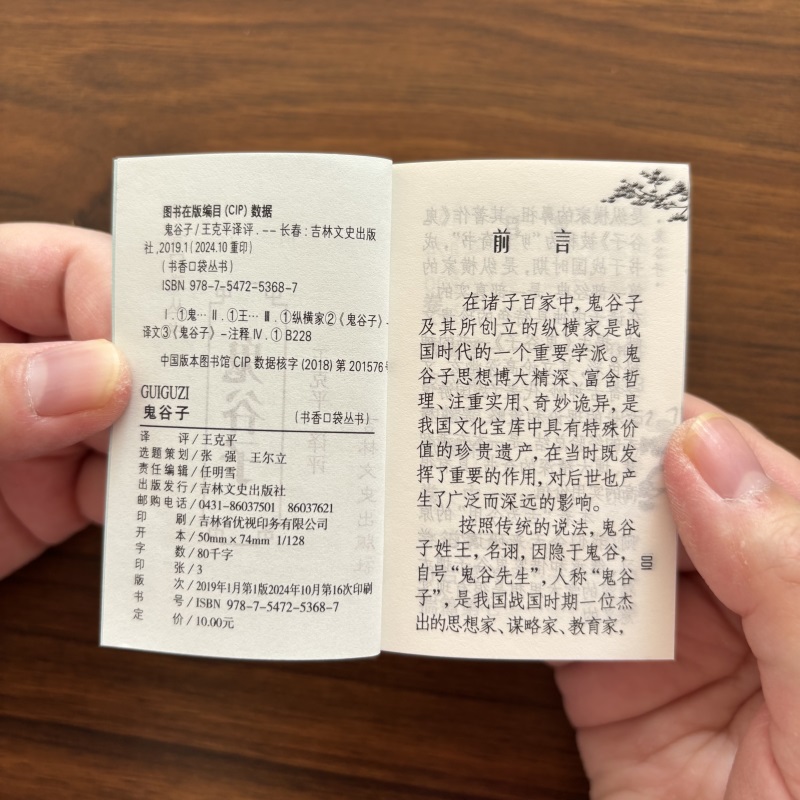 图书在版编目(CIP)数据
鬼谷子/王克平译评. -- 长春:吉林文史出版
社,2019.1(2024.10重印)
(书香口袋丛书)
ISBN 978-7-5472-5368-7
Ⅰ.①鬼… Ⅱ.①王… Ⅲ.①纵横家②《鬼谷子》-
译文③《鬼谷子》-注释 Ⅳ.①B228
中国版本图书馆CIP数据核字(2018)第201576
GUIGUZI
鬼谷子 (书香口袋丛书)
译 评/王克平
选题策划/张 强 王尔立
责任编辑/任明雪
出版发行/吉林文史出版社
邮购电话/0431-86037501 86037621
印 刷/吉林省优视印务有限公司
开 本/50mm×74mm 1/128
字 数/80千字
印 张/3
版 次/2019年1月第1版2024年10月第16次印刷
书 号/ISBN 978-7-5472-5368-7
定 价/10.00元
前 言
在诸子百家中,鬼谷子
及其所创立的纵横家是战
国时代的一个重要学派。鬼
谷子思想博大精深、富含哲
理、注重实用、奇妙诡异,是
我国文化宝库中具有特殊价
值的珍贵遗产,在当时既发
挥了重要的作用,对后世也产
生了广泛而深远的影响。
按照传统的说法,鬼谷
子姓王,名诩,因隐于鬼谷,
自号“鬼谷先生”,人称“鬼谷
子”,是我国战国时期一位杰
出的思想家、谋略家、教育家,
001